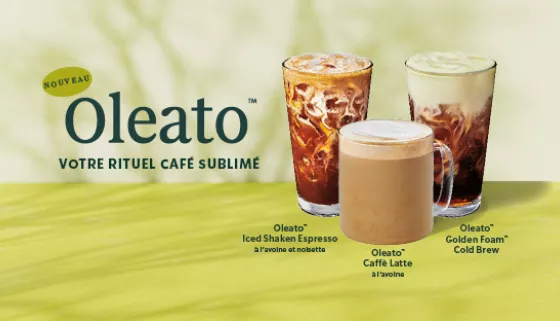 NOUVEAU
Oleato™
VOTRE RITUEL CAFÉ SUBLIMÉ
Oleato™
Iced Shaken Espresso
à l'avoine et noisette
Oleato™
Caffè Latte
à l'avoine
Oleato™
Golden Foam™
Cold Brew